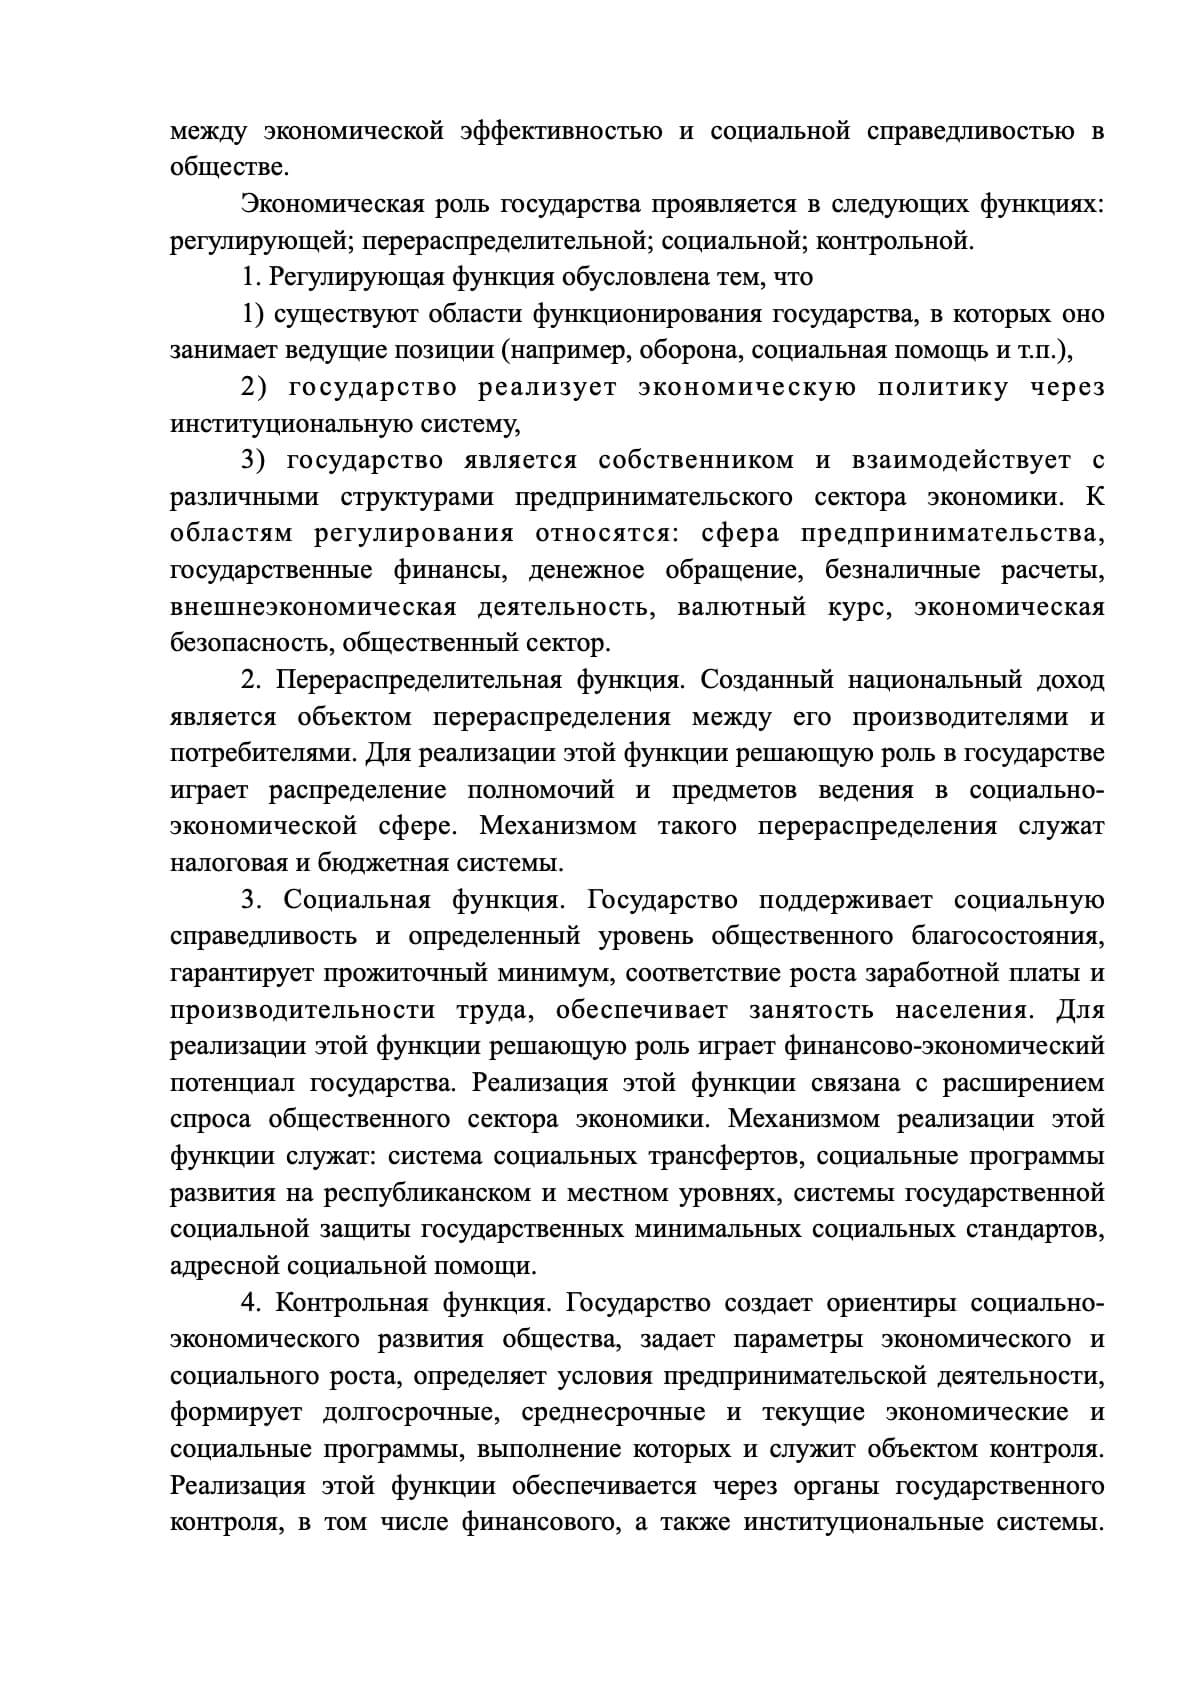 между экономической эффективностью и социальной справедливостью в
обществе.
Экономическая роль государства проявляется в следующих функциях:
регулирующей; перераспределительной; социальной; контрольной.
1. Регулирующая функция обусловлена тем, что
1) существуют области функционирования государства, в которых оно
занимает ведущие позиции (например, оборона, социальная помощь и т.п.),
2) государство реализует экономическую политику через
институциональную систему,
3) государство является собственником и взаимодействует с
различными структурами предпринимательского сектора экономики. К
областям регулирования относятся: сфера предпринимательства,
государственные финансы, денежное обращение, безналичные расчеты,
внешнеэкономическая деятельность, валютный курс, экономическая
безопасность, общественный сектор.
2. Перераспределительная функция. Созданный национальный доход
является объектом перераспределения между его производителями и
потребителями. Для реализации этой функции решающую роль в государстве
играет распределение полномочий и предметов ведения в социально-
экономической сфере. Механизмом такого перераспределения служат
налоговая и бюджетная системы.
3. Социальная функция. Государство поддерживает социальную
справедливость и определенный уровень общественного благосостояния,
гарантирует прожиточный минимум, соответствие роста заработной платы и
производительности труда, обеспечивает занятость населения. Для
реализации этой функции решающую роль играет финансово-экономический
потенциал государства. Реализация этой функции связана с расширением
спроса общественного сектора экономики. Механизмом реализации этой
функции служат: система социальных трансфертов, социальные программы
развития на республиканском и местном уровнях, системы государственной
социальной защиты государственных минимальных социальных стандартов,
адресной социальной помощи.
4. Контрольная функция. Государство создает ориентиры социально-
экономического развития общества, задает параметры экономического и
социального роста, определяет условия предпринимательской деятельности,
формирует долгосрочные, среднесрочные и текущие экономические и
социальные программы, выполнение которых и служит объектом контроля.
Реализация этой функции обеспечивается через органы государственного
контроля, в том числе финансового, а также институциональные системы.